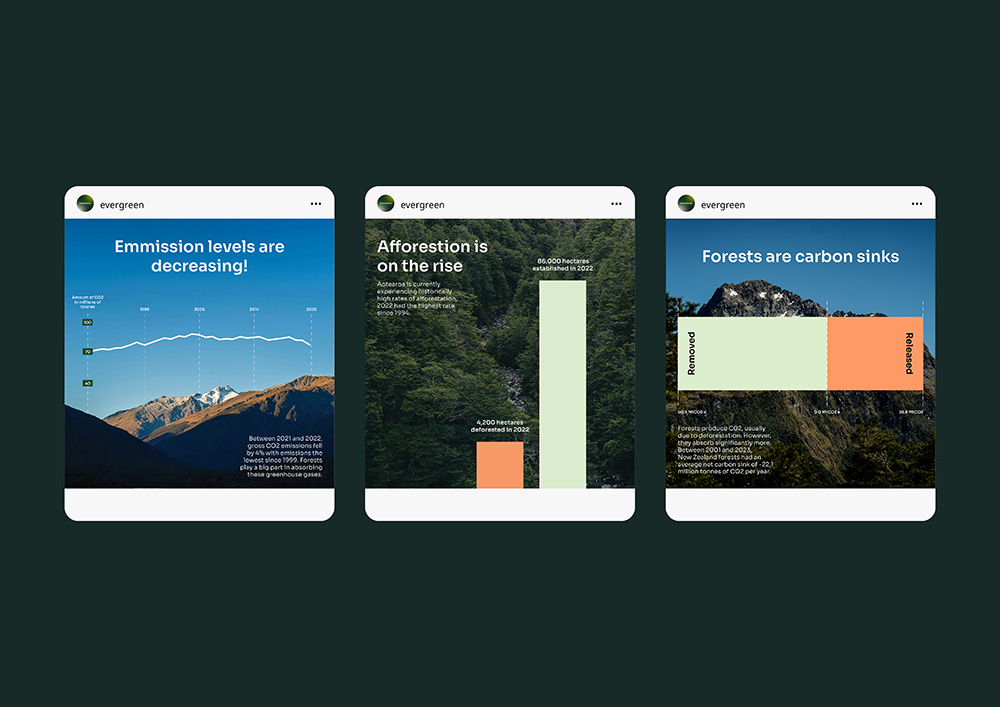 evergreen
Emmission levels are
decreasing!
Amount of CO2
in millions of
tonnes
100
70
40
2022
Between 2021 and 2022,
gross CO2 emissions fell
by 4% with emissions the
lowest since 1999. Forests
play a big part in absorbing
these greenhouse gases.
evergreen
Afforestion is
on the rise
Aotearoa is currently
experiencing historically
high rates of afforestation,
2022 had the highest rate
since 1994.
86,000 hectares
established in 2022
4,200 hectares
deforested in 2022
evergreen
Forests are carbon sinks
Removed
Released
0.0 MtCO2 e
Forests produce CO2, usually
due to deforestation. However,
they absorb significantly more.
Between 2001 and 2023,
New Zealand forests had an
average net carbon sink of -22.1
million tonnes of CO2 per year.